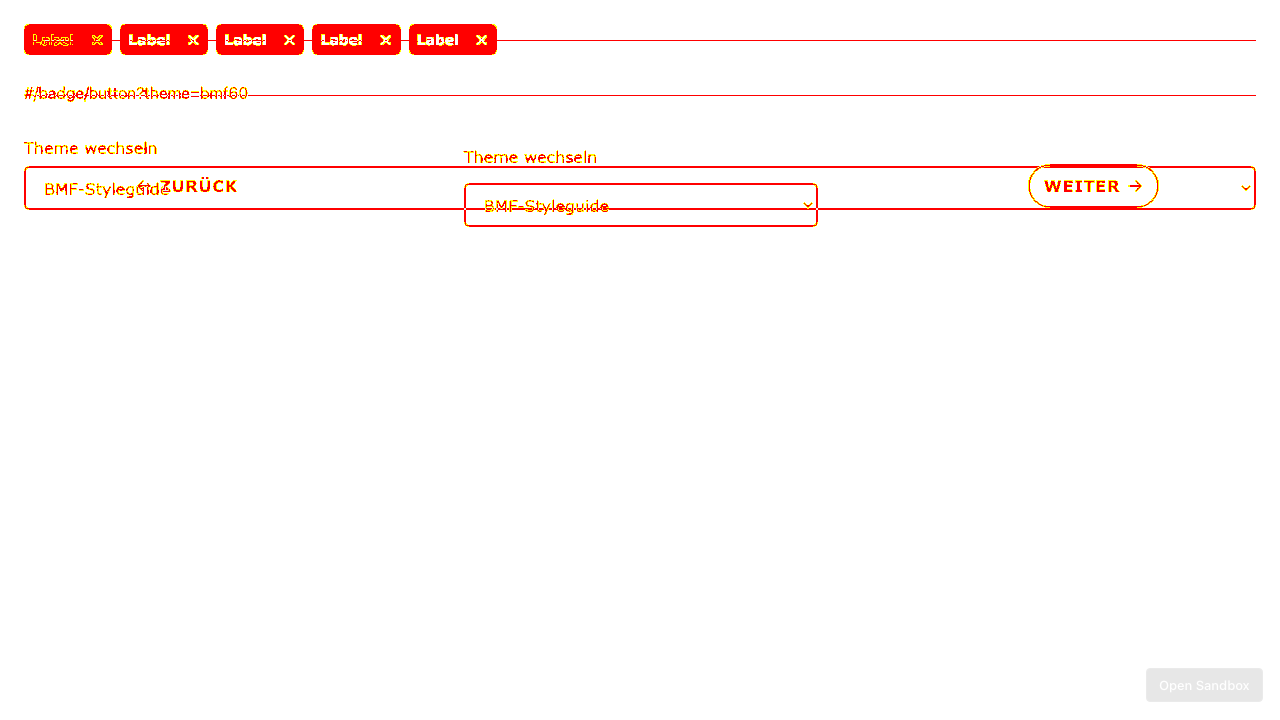 Label × Label × Label × Label × Label ×
#/badge/button?theme=bmf60
Theme wechseln
Theme wechseln
BMF-Styleguide
← ZURÜCK
WEITER →
BMF-Styleguide
Open Sandbox